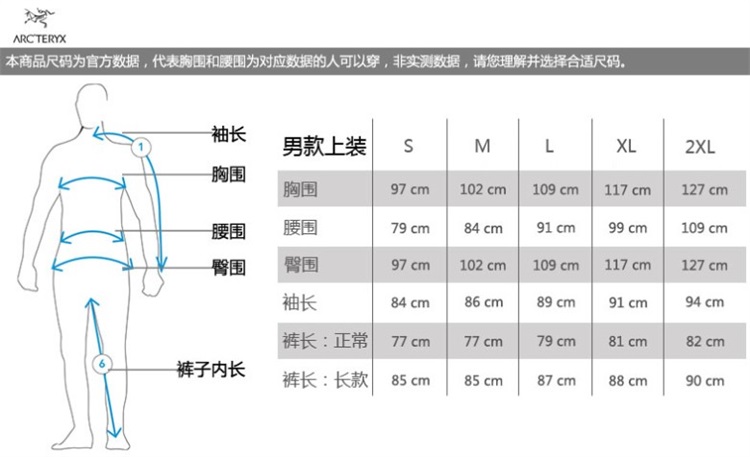 ARC'TERYX
本商品尺码为官方数据，代表胸围和腰围为对应数据的人可以穿，非实测数据，请您理解并选择合适尺码。
袖长
1
胸围
腰围
臀围
6
裤子内长
男款上装 S M L XL 2XL
胸围 97 cm 102 cm 109 cm 117 cm 127 cm
腰围 79 cm 84 cm 91 cm 99 cm 109 cm
臀围 97 cm 102 cm 109 cm 117 cm 127 cm
袖长 84 cm 86 cm 89 cm 91 cm 94 cm
裤长：正常 77 cm 77 cm 79 cm 81 cm 82 cm
裤长：长款 85 cm 85 cm 87 cm 88 cm 90 cm